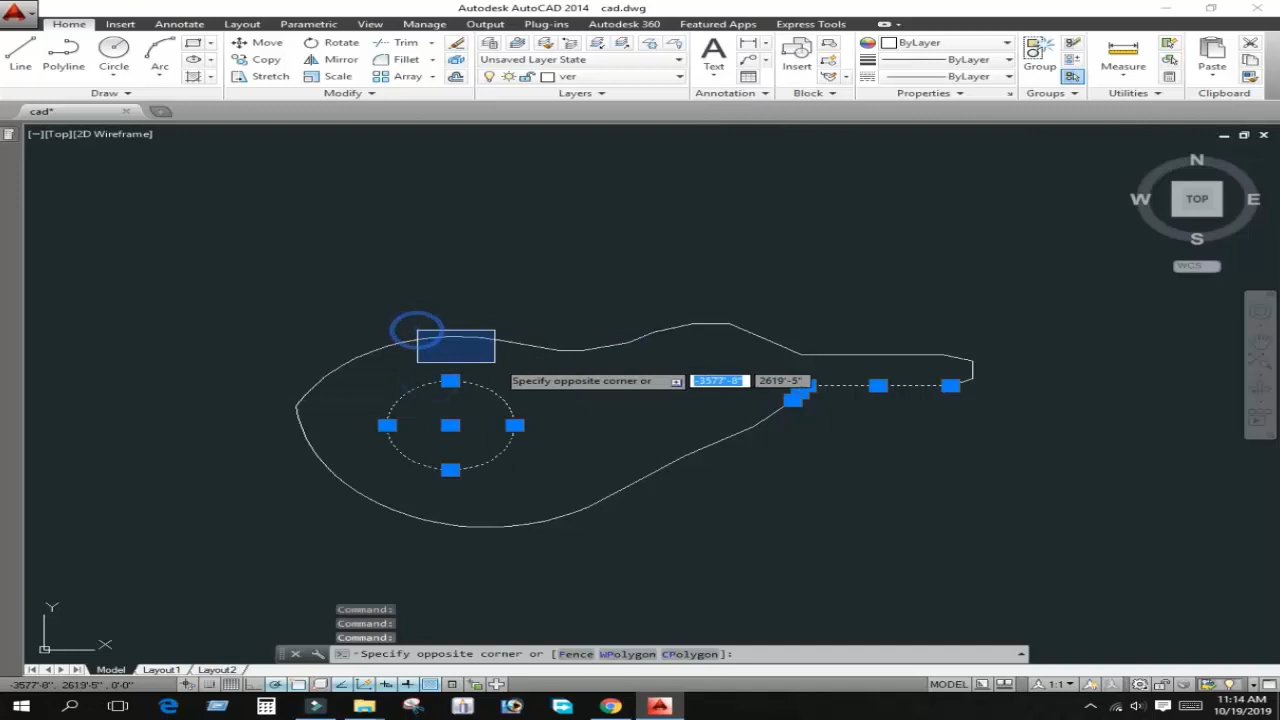 Autodesk AutoCAD 2014 cad.dwg
Home Insert Annotate Layout Parametric View Manage Output Plug-ins Autodesk 360 Featured Apps Express Tools
Line Polyline Circle Arc
Move Rotate Trim
Copy Mirror Fillet
Stretch Scale Array
Unsaved Layer State
ver
Text
Insert
ByLayer
ByLayer
ByLayer
Group
Measure
Paste
Draw Modify Layers Annotation Block Properties Groups Utilities Clipboard
cad*
[−][Top][2D Wireframe]
N
W TOP E
S
WCS
Specify opposite corner or -3577'-8" 2619'-5"
Y
X
Command:
Command:
Command:
Specify opposite corner or [Fence WPolygon CPolygon]:
Model Layout1 Layout2
-3577'-8", 2619'-5", 0'-0"
MODEL 1:1
11:14 AM
10/19/2019